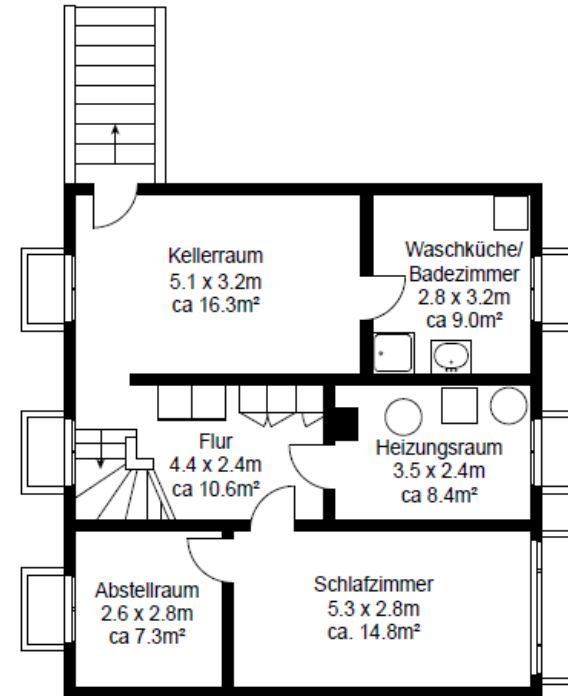 Kellerraum
5.1 x 3.2m
ca 16.3m²
Waschküche/
Badezimmer
2.8 x 3.2m
ca 9.0m²
Flur
4.4 x 2.4m
ca 10.6m²
Heizungsraum
3.5 x 2.4m
ca 8.4m²
Abstellraum
2.6 x 2.8m
ca 7.3m²
Schlafzimmer
5.3 x 2.8m
ca. 14.8m²